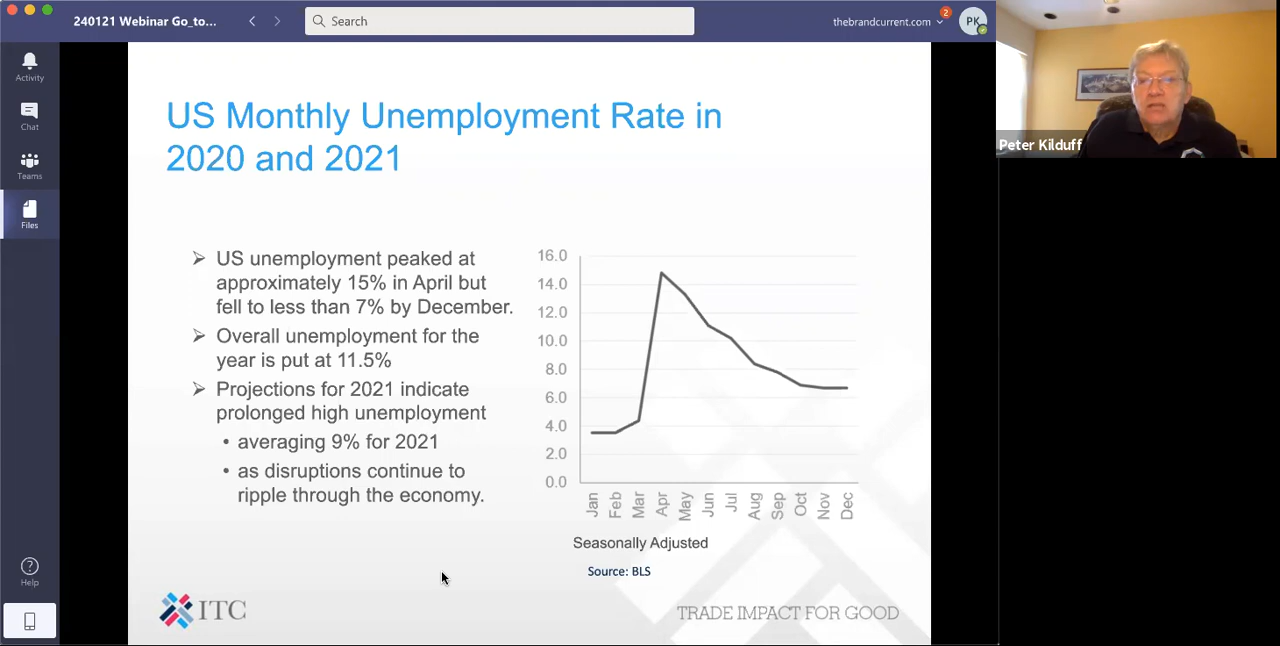 240121 Webinar Go_to...
Search
thebrandcurrent.com
2
PK
Activity
Chat
Teams
Files
Help
Peter Kilduff
US Monthly Unemployment Rate in
2020 and 2021
➢ US unemployment peaked at
approximately 15% in April but
fell to less than 7% by December.
➢ Overall unemployment for the
year is put at 11.5%
➢ Projections for 2021 indicate
prolonged high unemployment
• averaging 9% for 2021
• as disruptions continue to
ripple through the economy.
16.0
14.0
12.0
10.0
8.0
6.0
4.0
2.0
0.0
Jan Feb Mar Apr May Jun Jul Aug Sep Oct Nov Dec
Seasonally Adjusted
Source: BLS
ITC
TRADE IMPACT FOR GOOD